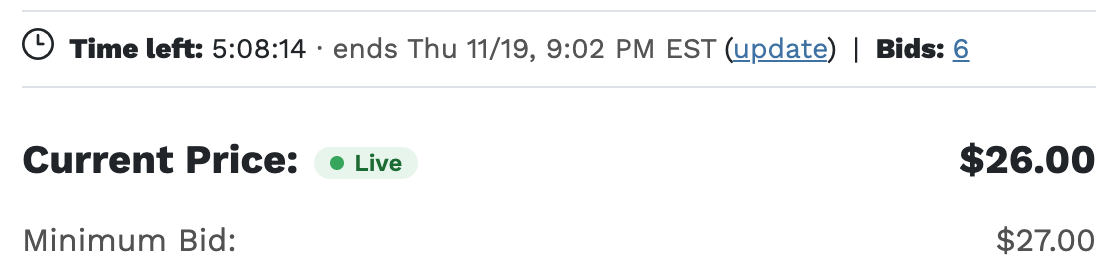 Time left: 5:08:14 · ends Thu 11/19, 9:02 PM EST (update) | Bids: 6
Current Price: Live $26.00
Minimum Bid: $27.00